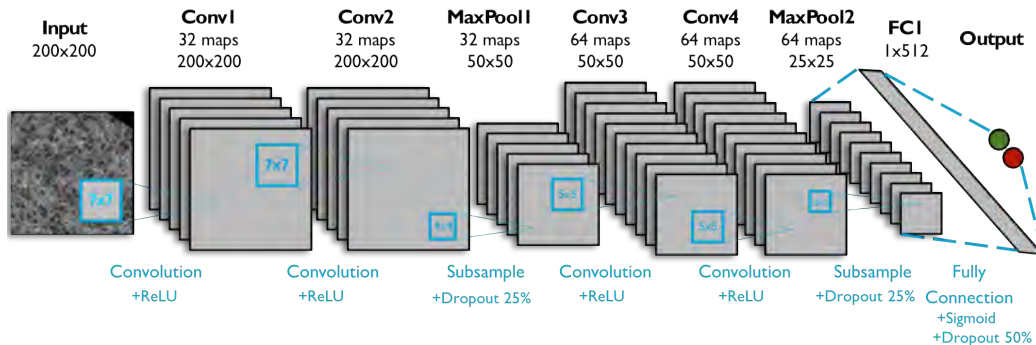 Input
200x200
Conv1
32 maps
200x200
Conv2
32 maps
200x200
MaxPool1
32 maps
50x50
Conv3
64 maps
50x50
Conv4
64 maps
50x50
MaxPool2
64 maps
25x25
FC1
1x512
Output
7x7
7x7
4x4
5x5
5x5
Convolution
+ReLU
Convolution
+ReLU
Subsample
+Dropout 25%
Convolution
+ReLU
Convolution
+ReLU
Subsample
+Dropout 25%
Fully
Connection
+Sigmoid
+Dropout 50%